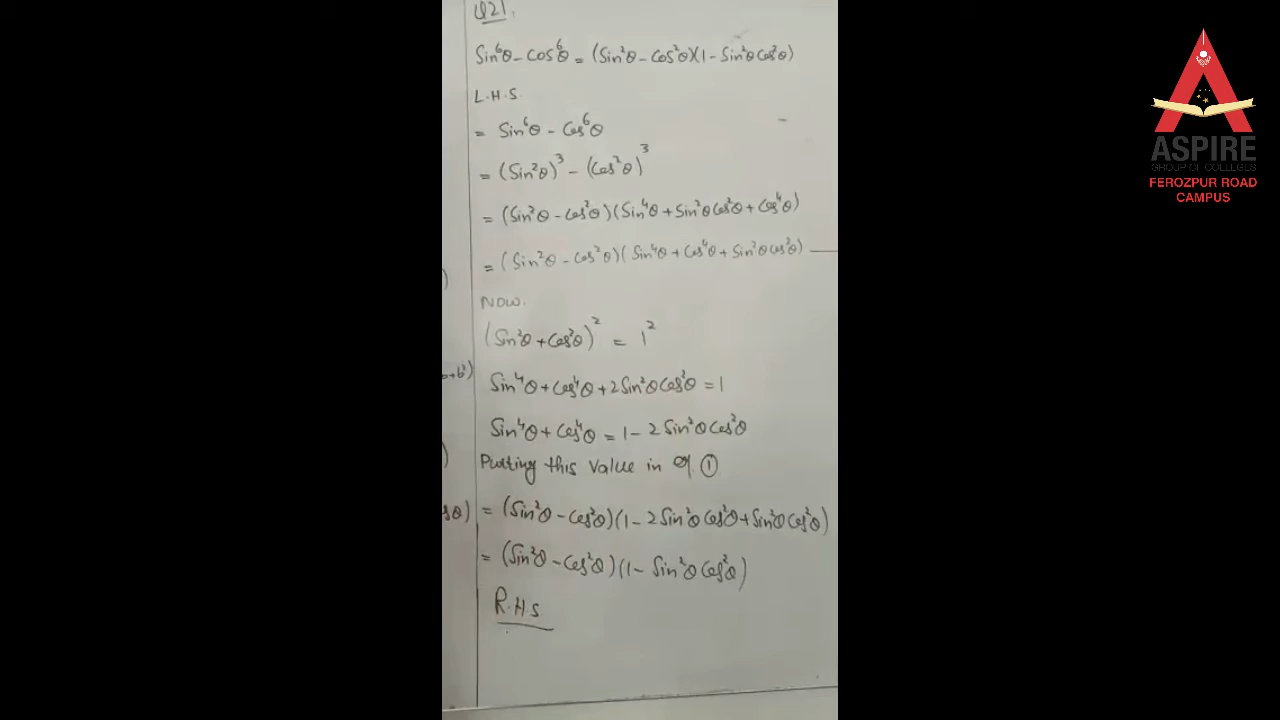 Q21.
Sin⁶θ - Cos⁶θ = (Sin²θ - Cos²θ)(1 - Sin²θ Cos²θ)
L.H.S.
= Sin⁶θ - Cos⁶θ
= (Sin²θ)³ - (Cos²θ)³
= (Sin²θ - Cos²θ)(Sin⁴θ + Sin²θ Cos²θ + Cos⁴θ)
= (Sin²θ - Cos²θ)(Sin⁴θ + Cos⁴θ + Sin²θ Cos²θ) —
)
Now.
(Sin²θ + Cos²θ)² = 1²
Sin⁴θ + Cos⁴θ + 2Sin²θ Cos²θ = 1
Sin⁴θ + Cos⁴θ = 1 - 2 Sin²θ Cos²θ
)
Putting this value in eq ①
= (Sin²θ - Cos²θ)(1 - 2 Sin²θ Cos²θ + Sin²θ Cos²θ)
= (Sin²θ - Cos²θ)(1 - Sin²θ Cos²θ)
R.H.S
ASPIRE
GROUP OF COLLEGES
FEROZPUR ROAD
CAMPUS